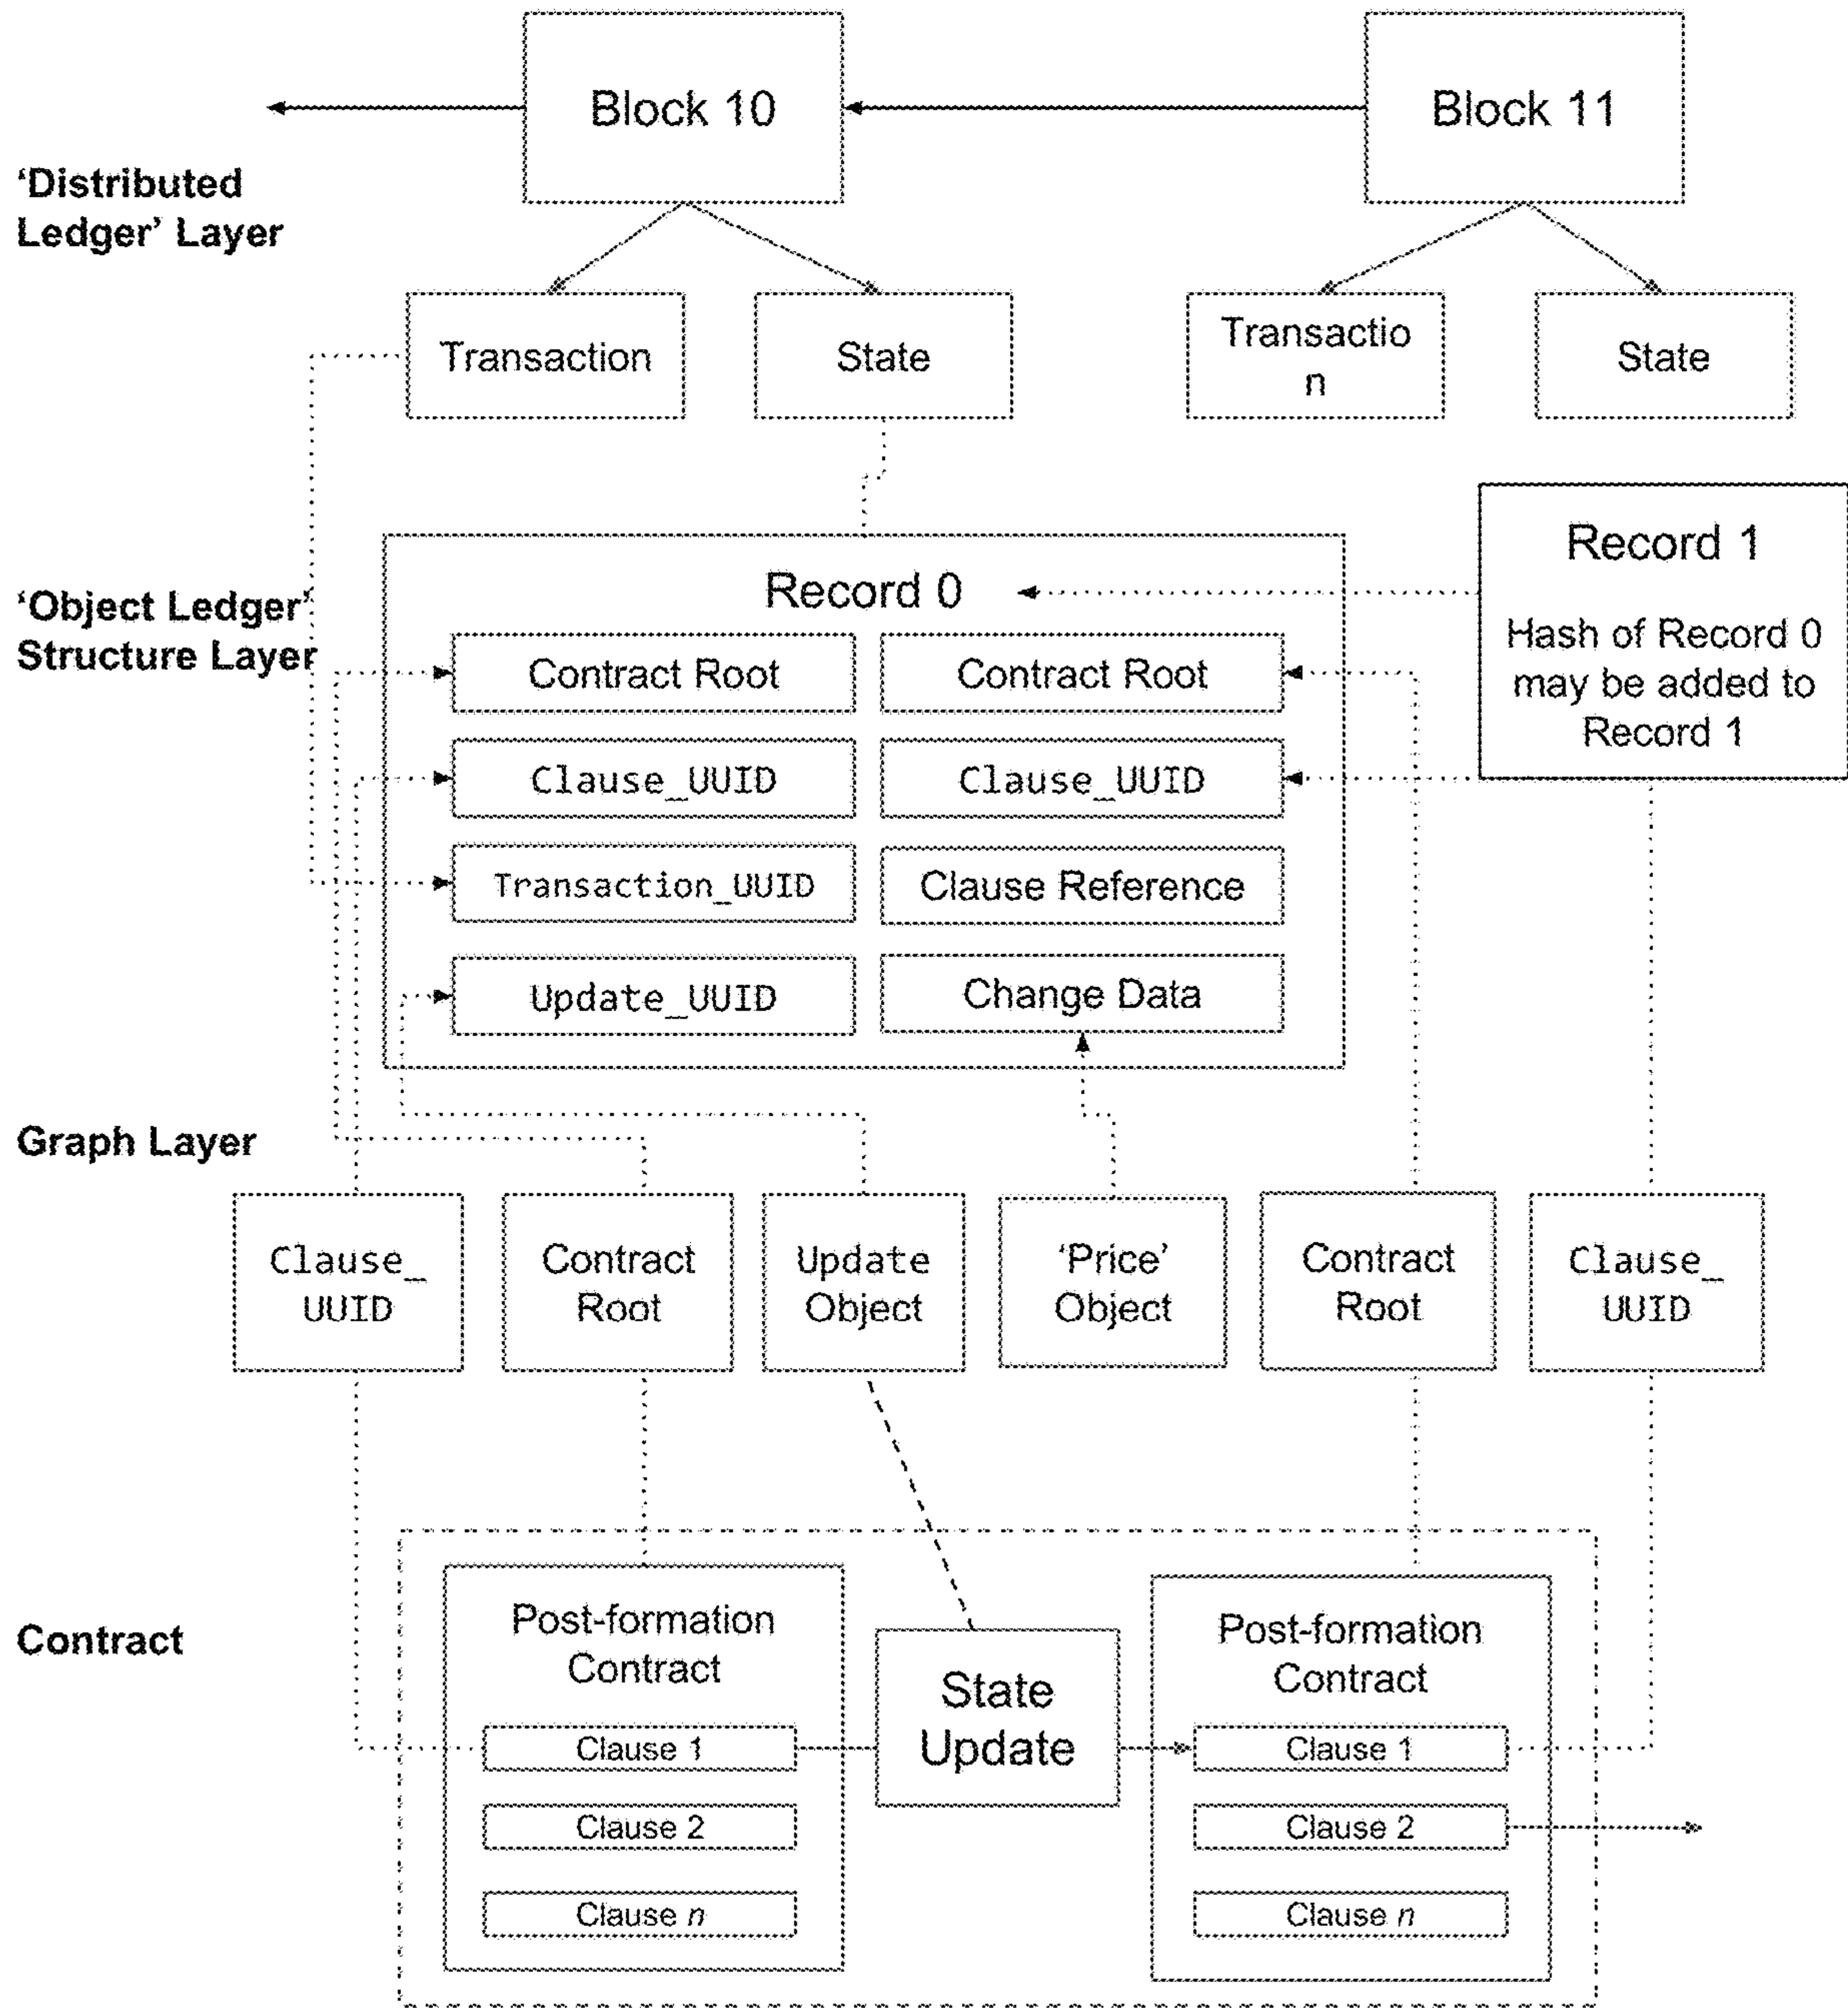 Block 10
Block 11
‘Distributed
Ledger’ Layer
Transaction
State
Transactio
n
State
‘Object Ledger’
Structure Layer
Record 0
Contract Root
Contract Root
Clause_UUID
Clause_UUID
Transaction_UUID
Clause Reference
Update_UUID
Change Data
Record 1
Hash of Record 0
may be added to
Record 1
Graph Layer
Clause_
UUID
Contract
Root
Update
Object
‘Price’
Object
Contract
Root
Clause_
UUID
Contract
Post-formation
Contract
Clause 1
Clause 2
Clause n
State
Update
Post-formation
Contract
Clause 1
Clause 2
Clause n